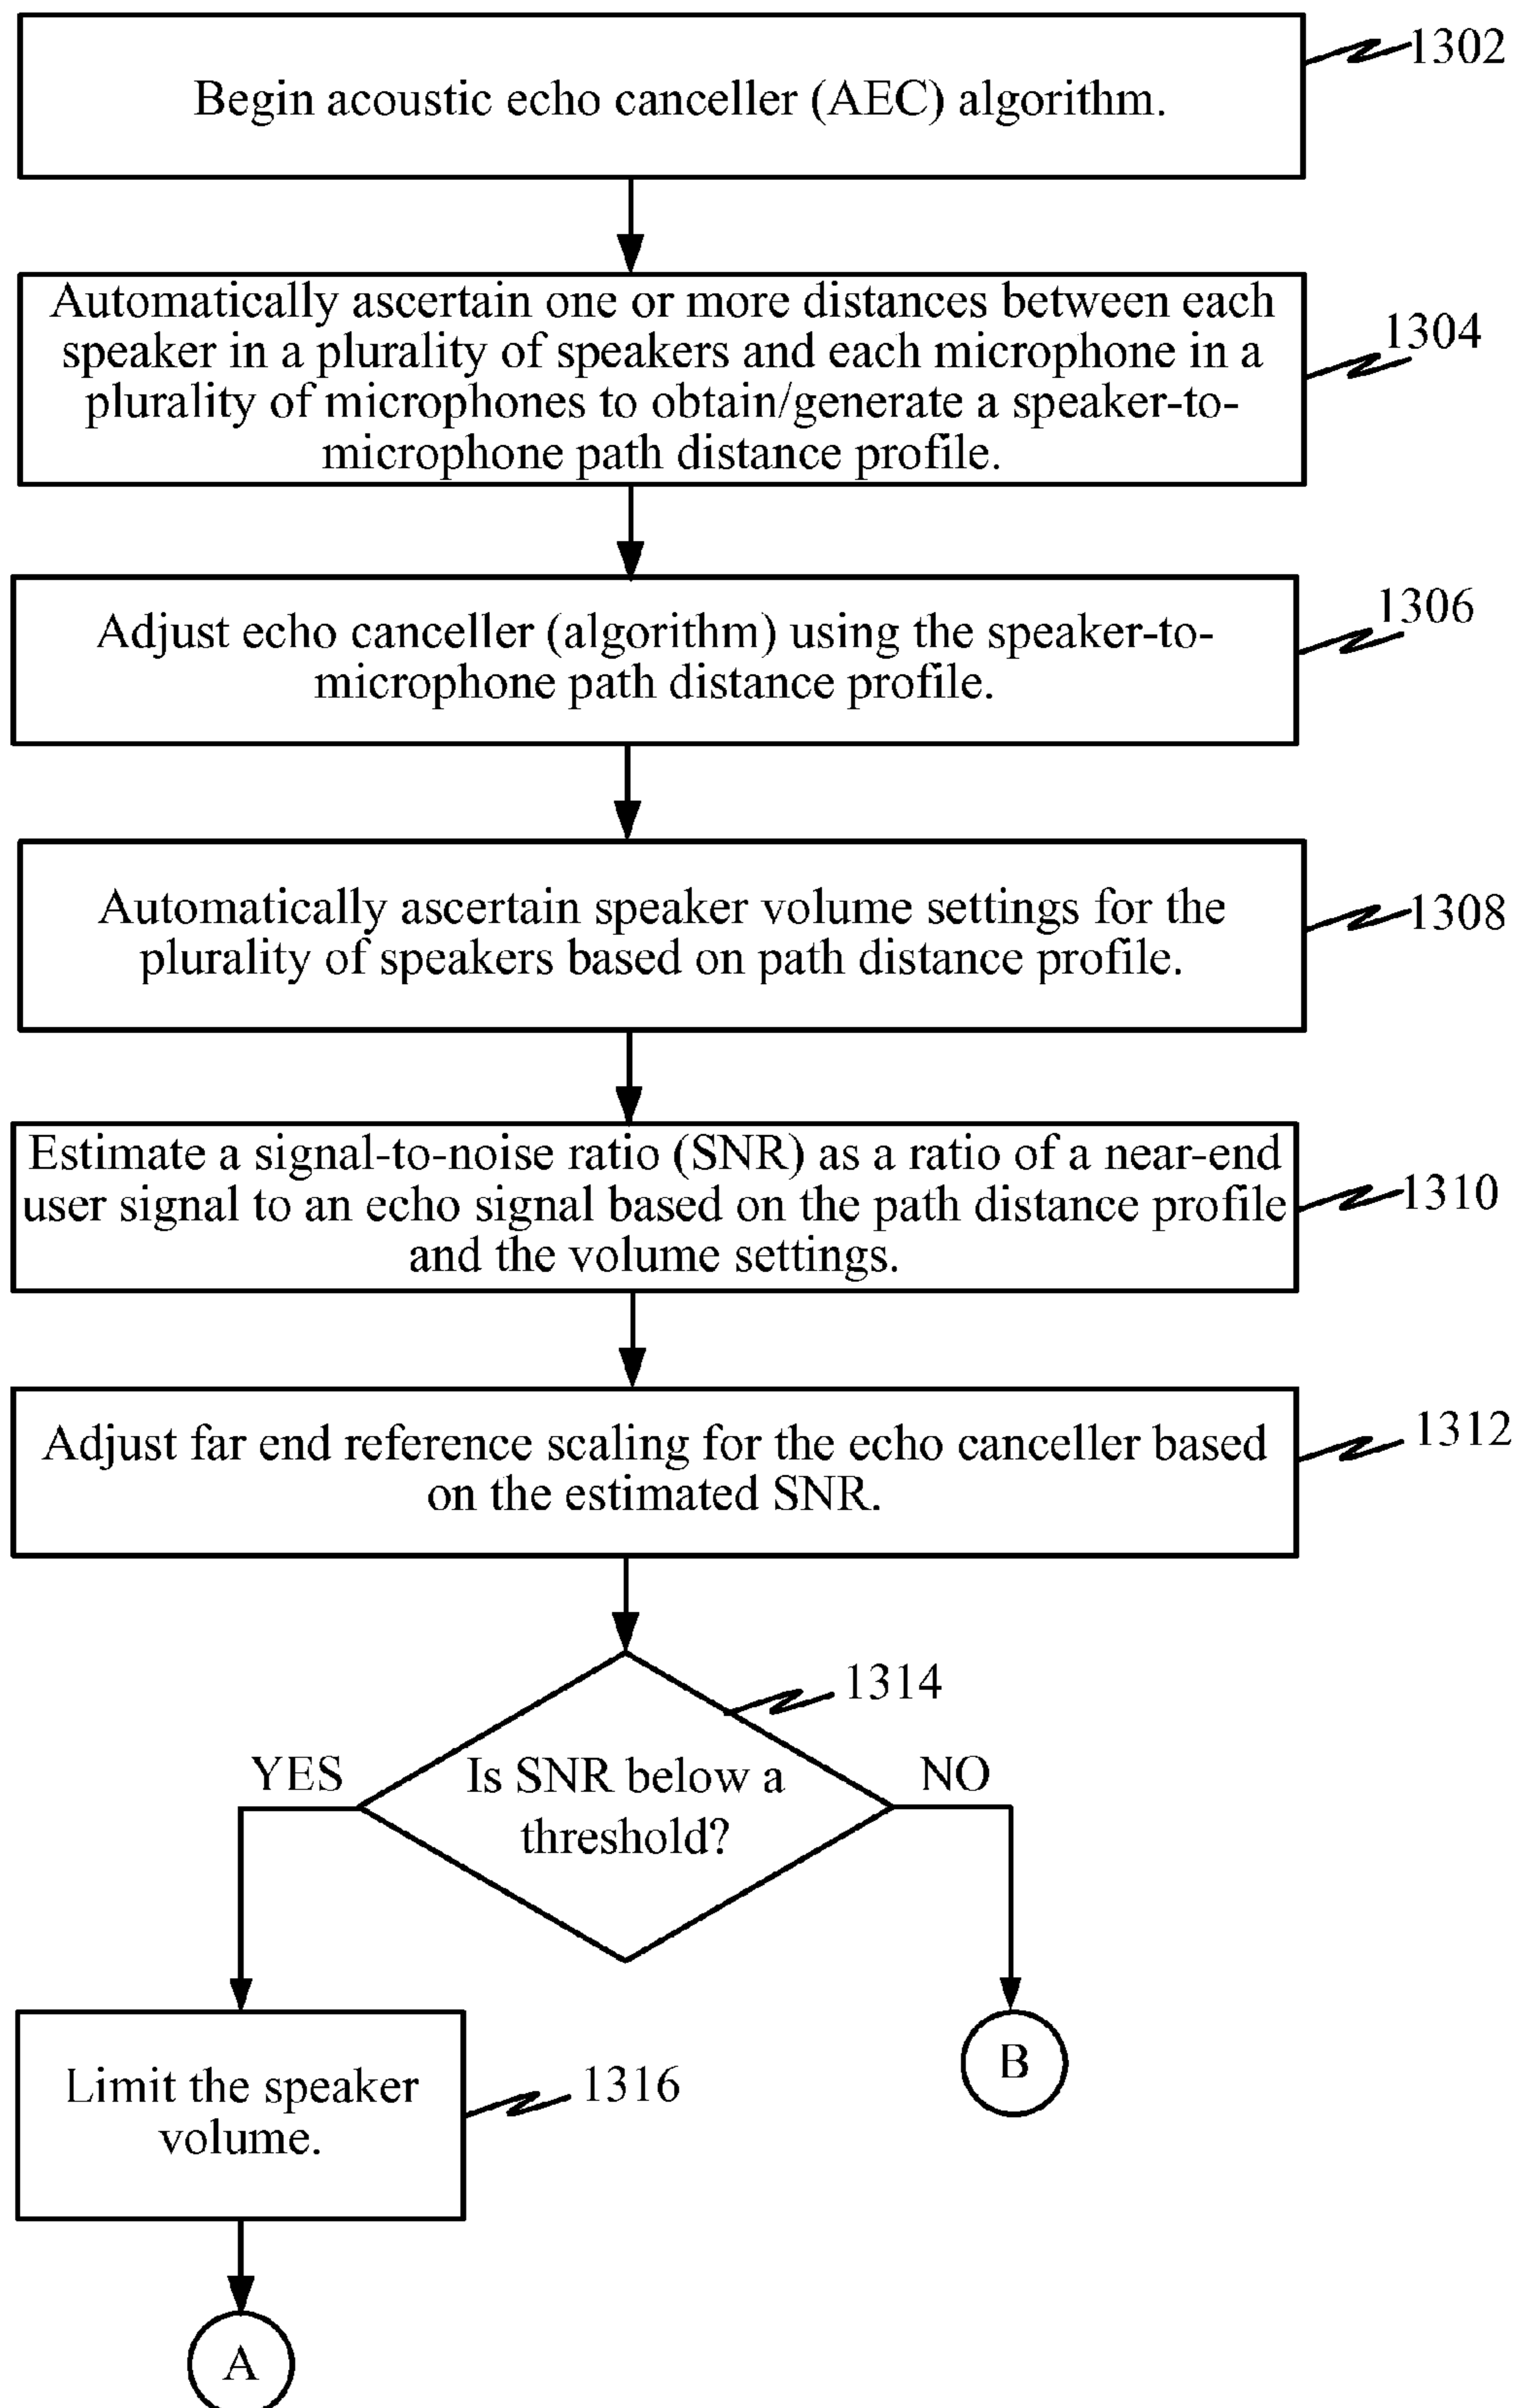 Begin acoustic echo canceller (AEC) algorithm.
1302
Automatically ascertain one or more distances between each
speaker in a plurality of speakers and each microphone in a
plurality of microphones to obtain/generate a speaker-to-
microphone path distance profile.
1304
Adjust echo canceller (algorithm) using the speaker-to-
microphone path distance profile.
1306
Automatically ascertain speaker volume settings for the
plurality of speakers based on path distance profile.
1308
Estimate a signal-to-noise ratio (SNR) as a ratio of a near-end
user signal to an echo signal based on the path distance profile
and the volume settings.
1310
Adjust far end reference scaling for the echo canceller based
on the estimated SNR.
1312
1314
YES
Is SNR below a
threshold?
NO
Limit the speaker
volume.
1316
B
A